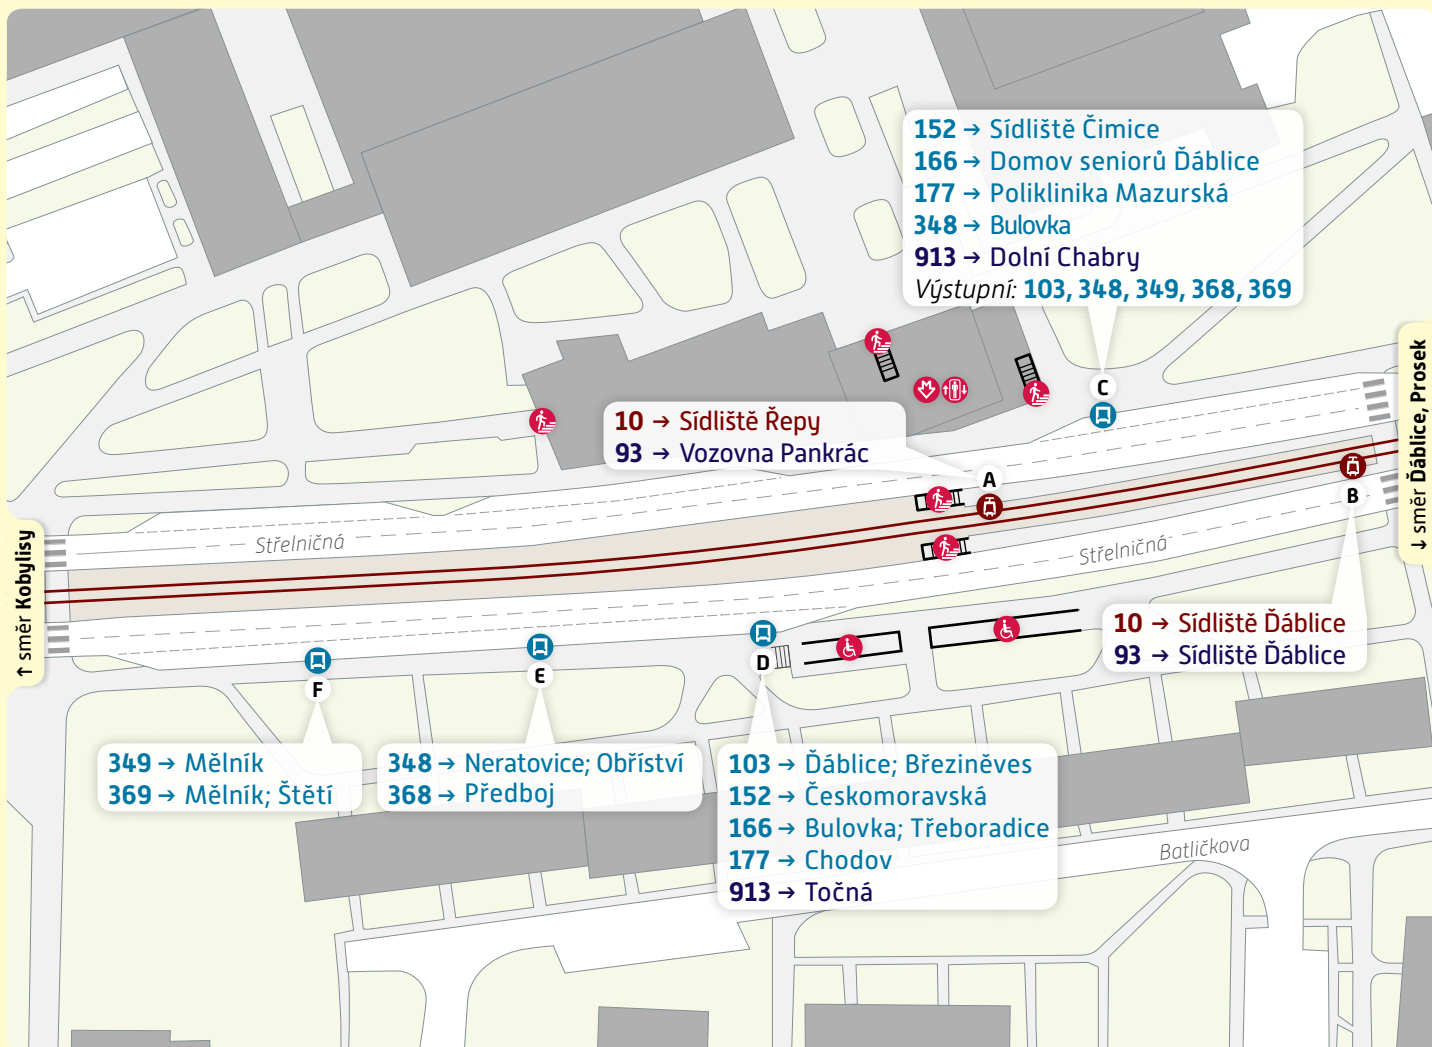 152 → Sídliště Čimice
166 → Domov seniorů Ďáblice
177 → Poliklinika Mazurská
348 → Bulovka
913 → Dolní Chabry
Výstupní: 103, 348, 349, 368, 369
C
10 → Sídliště Řepy
93 → Vozovna Pankrác
A
B
↓ směr Ďáblice, Prosek
Střelničná
Střelničná
↑ směr Kobylisy
10 → Sídliště Ďáblice
93 → Sídliště Ďáblice
D
E
F
349 → Mělník
369 → Mělník; Štětí
348 → Neratovice; Obříství
368 → Předboj
103 → Ďáblice; Březiněves
152 → Českomoravská
166 → Bulovka; Třeboradice
177 → Chodov
913 → Točná
Batličkova